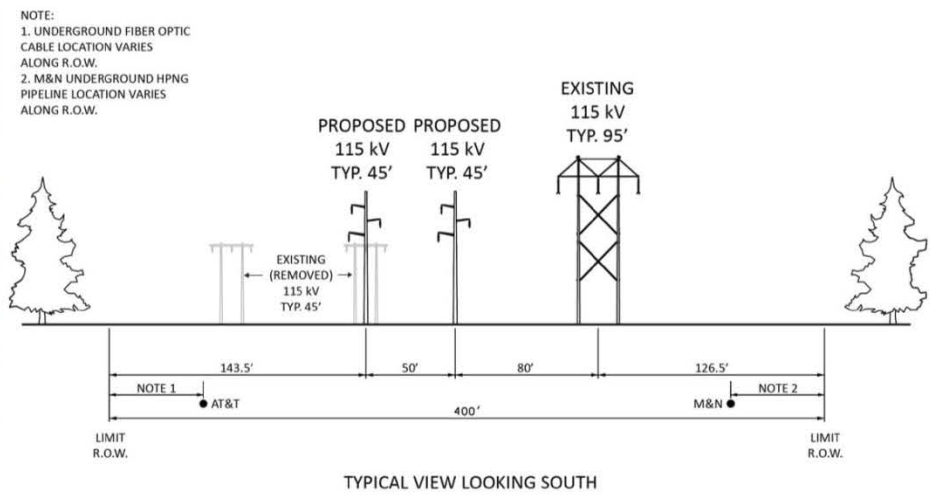 NOTE:
1. UNDERGROUND FIBER OPTIC
CABLE LOCATION VARIES
ALONG R.O.W.
2. M&N UNDERGROUND HPNG
PIPELINE LOCATION VARIES
ALONG R.O.W.
PROPOSED
115 kV
TYP. 45'
PROPOSED
115 kV
TYP. 45'
EXISTING
115 kV
TYP. 95'
EXISTING
(REMOVED)
115 kV
TYP. 45'
143.5'
50'
80'
126.5'
NOTE 1
NOTE 2
AT&T
M&N
400'
LIMIT
R.O.W.
LIMIT
R.O.W.
TYPICAL VIEW LOOKING SOUTH